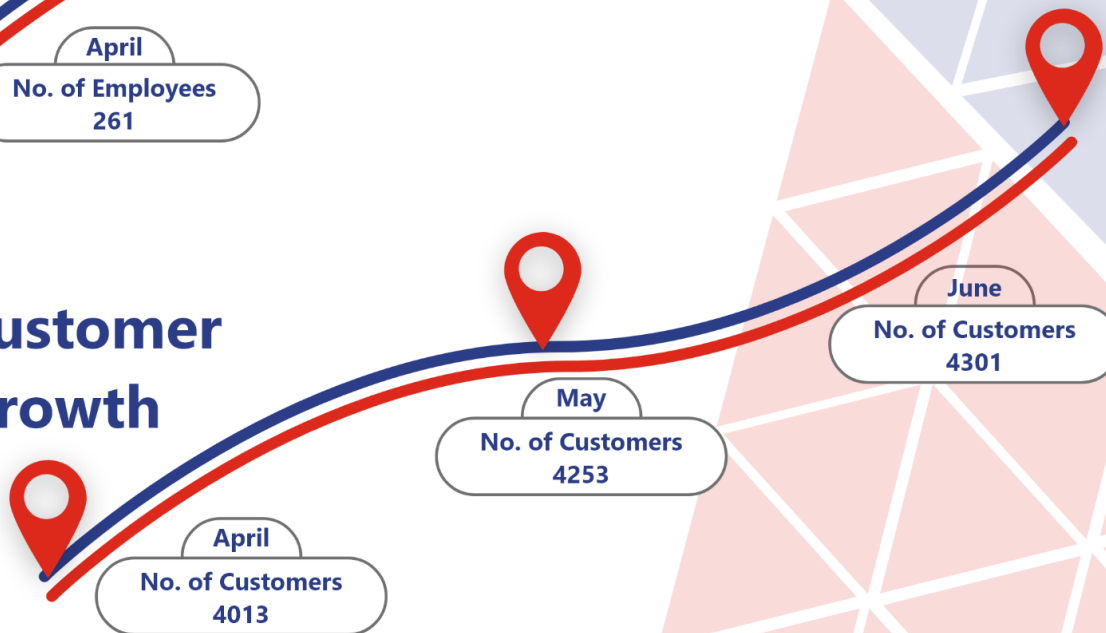 April
No. of Employees
261
ustomer
rowth
May
No. of Customers
4253
June
No. of Customers
4301
April
No. of Customers
4013